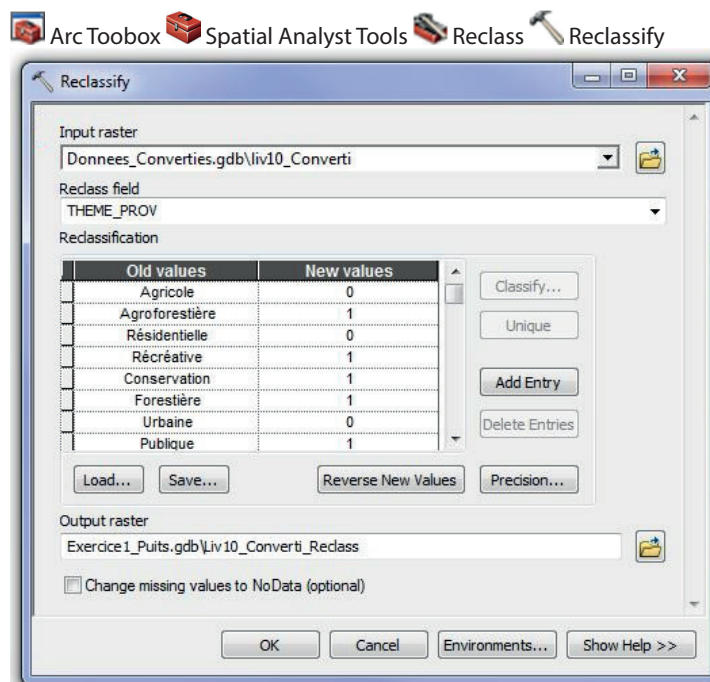 Arc Toobox Spatial Analyst Tools Reclass Reclassify
Reclassify
Input raster
Donnees_Converties.gdb\liv10_Converti
Reclass field
THEME_PROV
Reclassification
Old values New values
Agricole 0
Agroforestière 1
Résidentielle 0
Récréative 1
Conservation 1
Forestière 1
Urbaine 0
Publique 1
Classify...
Unique
Add Entry
Delete Entries
Load... Save... Reverse New Values Precision...
Output raster
Exercice1_Puits.gdb\Liv10_Converti_Reclass
Change missing values to NoData (optional)
OK Cancel Environments... Show Help >>